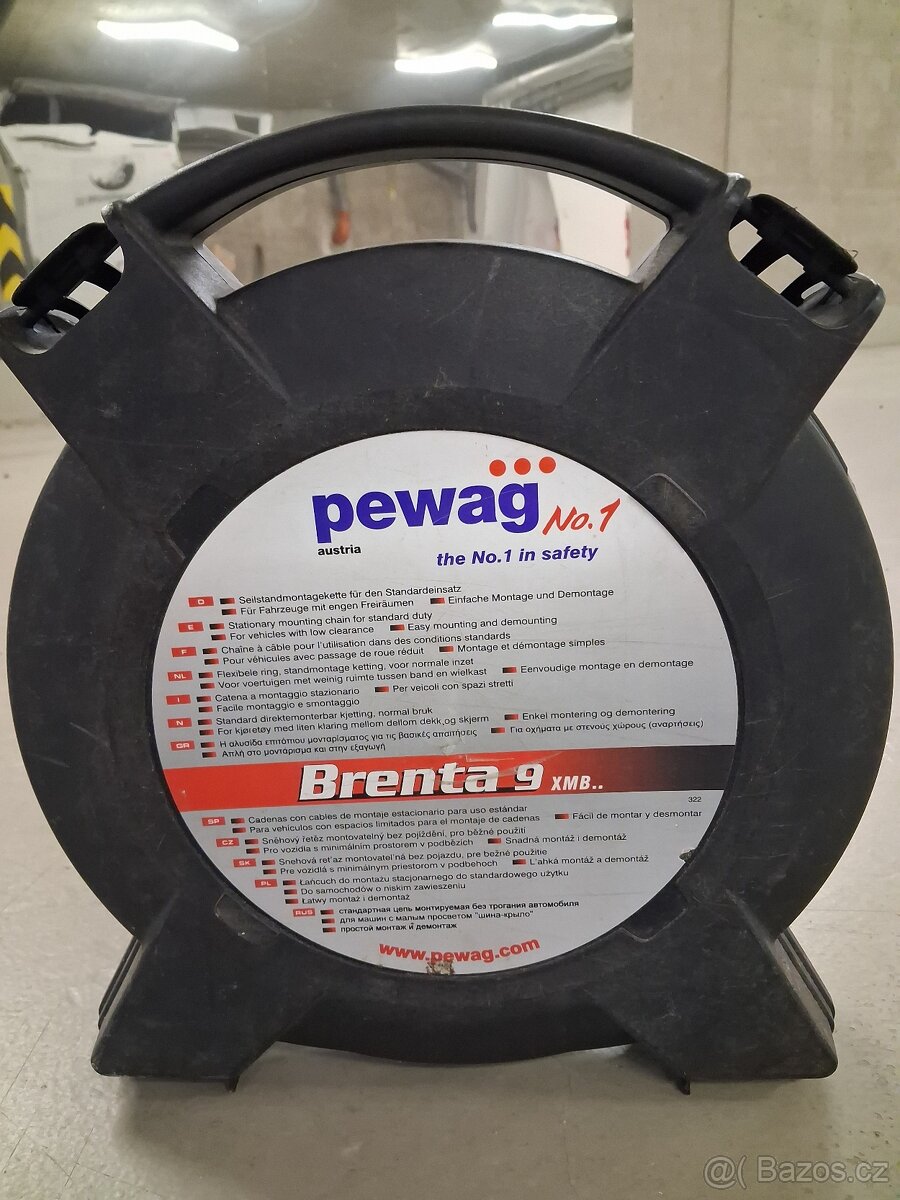 pewag
No.1
austria
the No.1 in safety
D Seilstandmontagekette für den Standardeinsatz
Für Fahrzeuge mit engen Freiräumen Einfache Montage und Demontage
E Stationary mounting chain for standard duty
For vehicles with low clearance Easy mounting and demounting
F Chaîne à câble pour l'utilisation dans des conditions standards
Pour véhicules avec passage de roue réduit Montage et démontage simples
NL Flexibele ring, standmontage ketting, voor normale inzet
Voor voertuigen met weinig ruimte tussen band en wielkast Eenvoudige montage en demontage
I Catena a montaggio stazionario Per veicoli con spazi stretti
Facile montaggio e smontaggio
N Standard direktemonterbar kjetting, normal bruk
For kjøretøy med liten klaring mellom dellom dekk og skjerm Enkel montering og demontering
GR Η αλυσίδα επιτόπιου μονταρίσματος για τις βασικές απαιτήσεις Για οχήματα με στενούς χώρους (αναρτήσεις)
Απλή στο μοντάρισμα και στην εξαγωγή
Brenta 9 XMB..
322
SP Cadenas con cables de montaje estacionario para uso estándar
Para vehículos con espacios limitados para el montaje de cadenas Fácil de montar y desmontar
CZ Sněhový řetěz montovatelný bez pojíždění, pro běžné použití
Pro vozidla s minimálním prostorem v podbězích Snadná montáž i demontáž
SK Snehová reťaz montovateľná bez pojazdu, pre bežné použitie
Pre vozidlá s minimálnym priestorom v podbehoch Ľahká montáž a demontáž
PL Łańcuch do montażu stacjonarnego do standardowego użytku
Do samochodów o niskim zawieszeniu
Łatwy montaż i demontaż
RUS стандартная цепь монтируемая без трогания автомобиля
для машин с малым просветом "шина-крыло"
простой монтаж и демонтаж
www.pewag.com
@( Bazos.cz